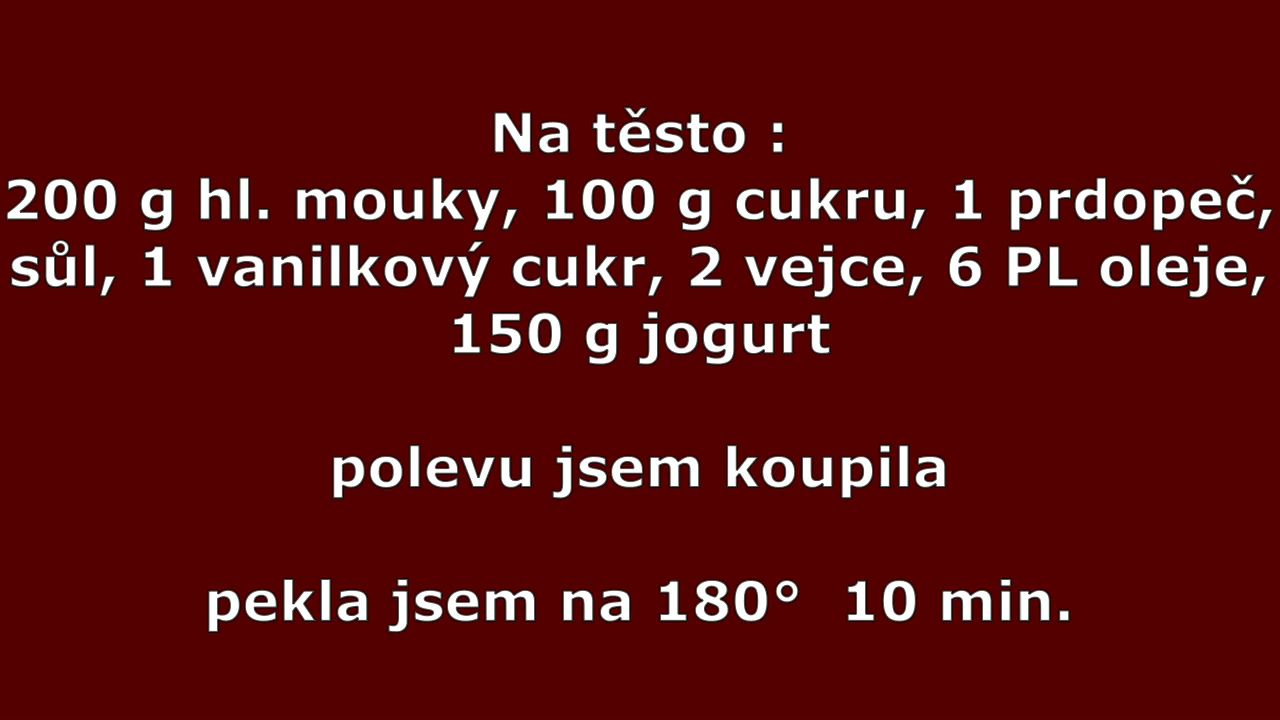 Na těsto :
200 g hl. mouky, 100 g cukru, 1 prdopeč,
sůl, 1 vanilkový cukr, 2 vejce, 6 PL oleje,
150 g jogurt
polevu jsem koupila
pekla jsem na 180° 10 min.